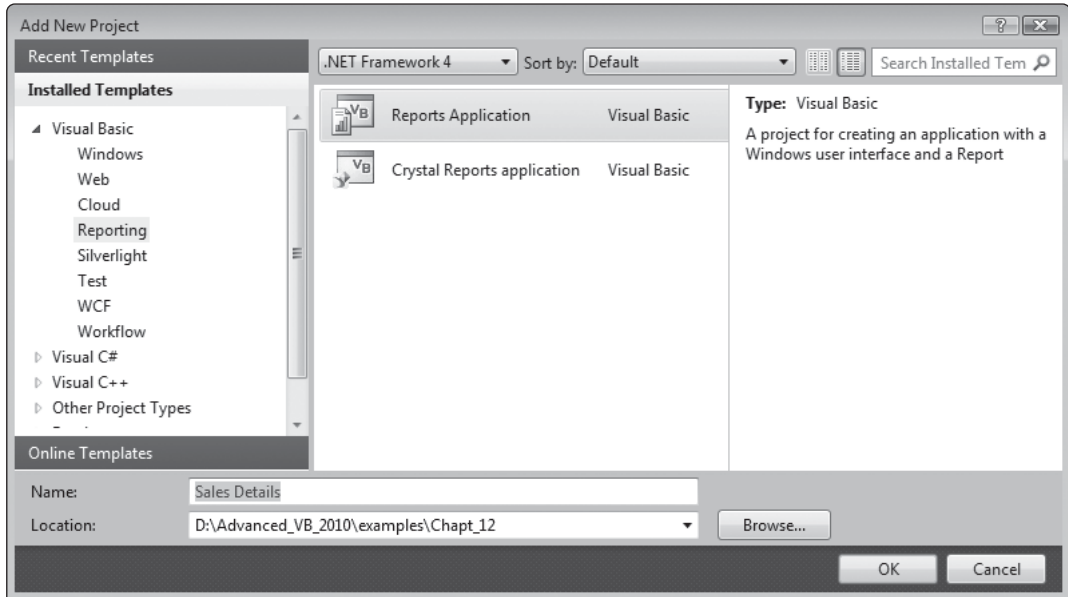 Add New Project
Recent Templates
.NET Framework 4
Sort by: Default
Search Installed Tem
Installed Templates
Visual Basic
Windows
Web
Cloud
Reporting
Silverlight
Test
WCF
Workflow
Visual C#
Visual C++
Other Project Types
Online Templates
Reports Application Visual Basic
Crystal Reports application Visual Basic
Type: Visual Basic
A project for creating an application with a
Windows user interface and a Report
Name: Sales Details
Location: D:\Advanced_VB_2010\examples\Chapt_12
Browse...
OK Cancel